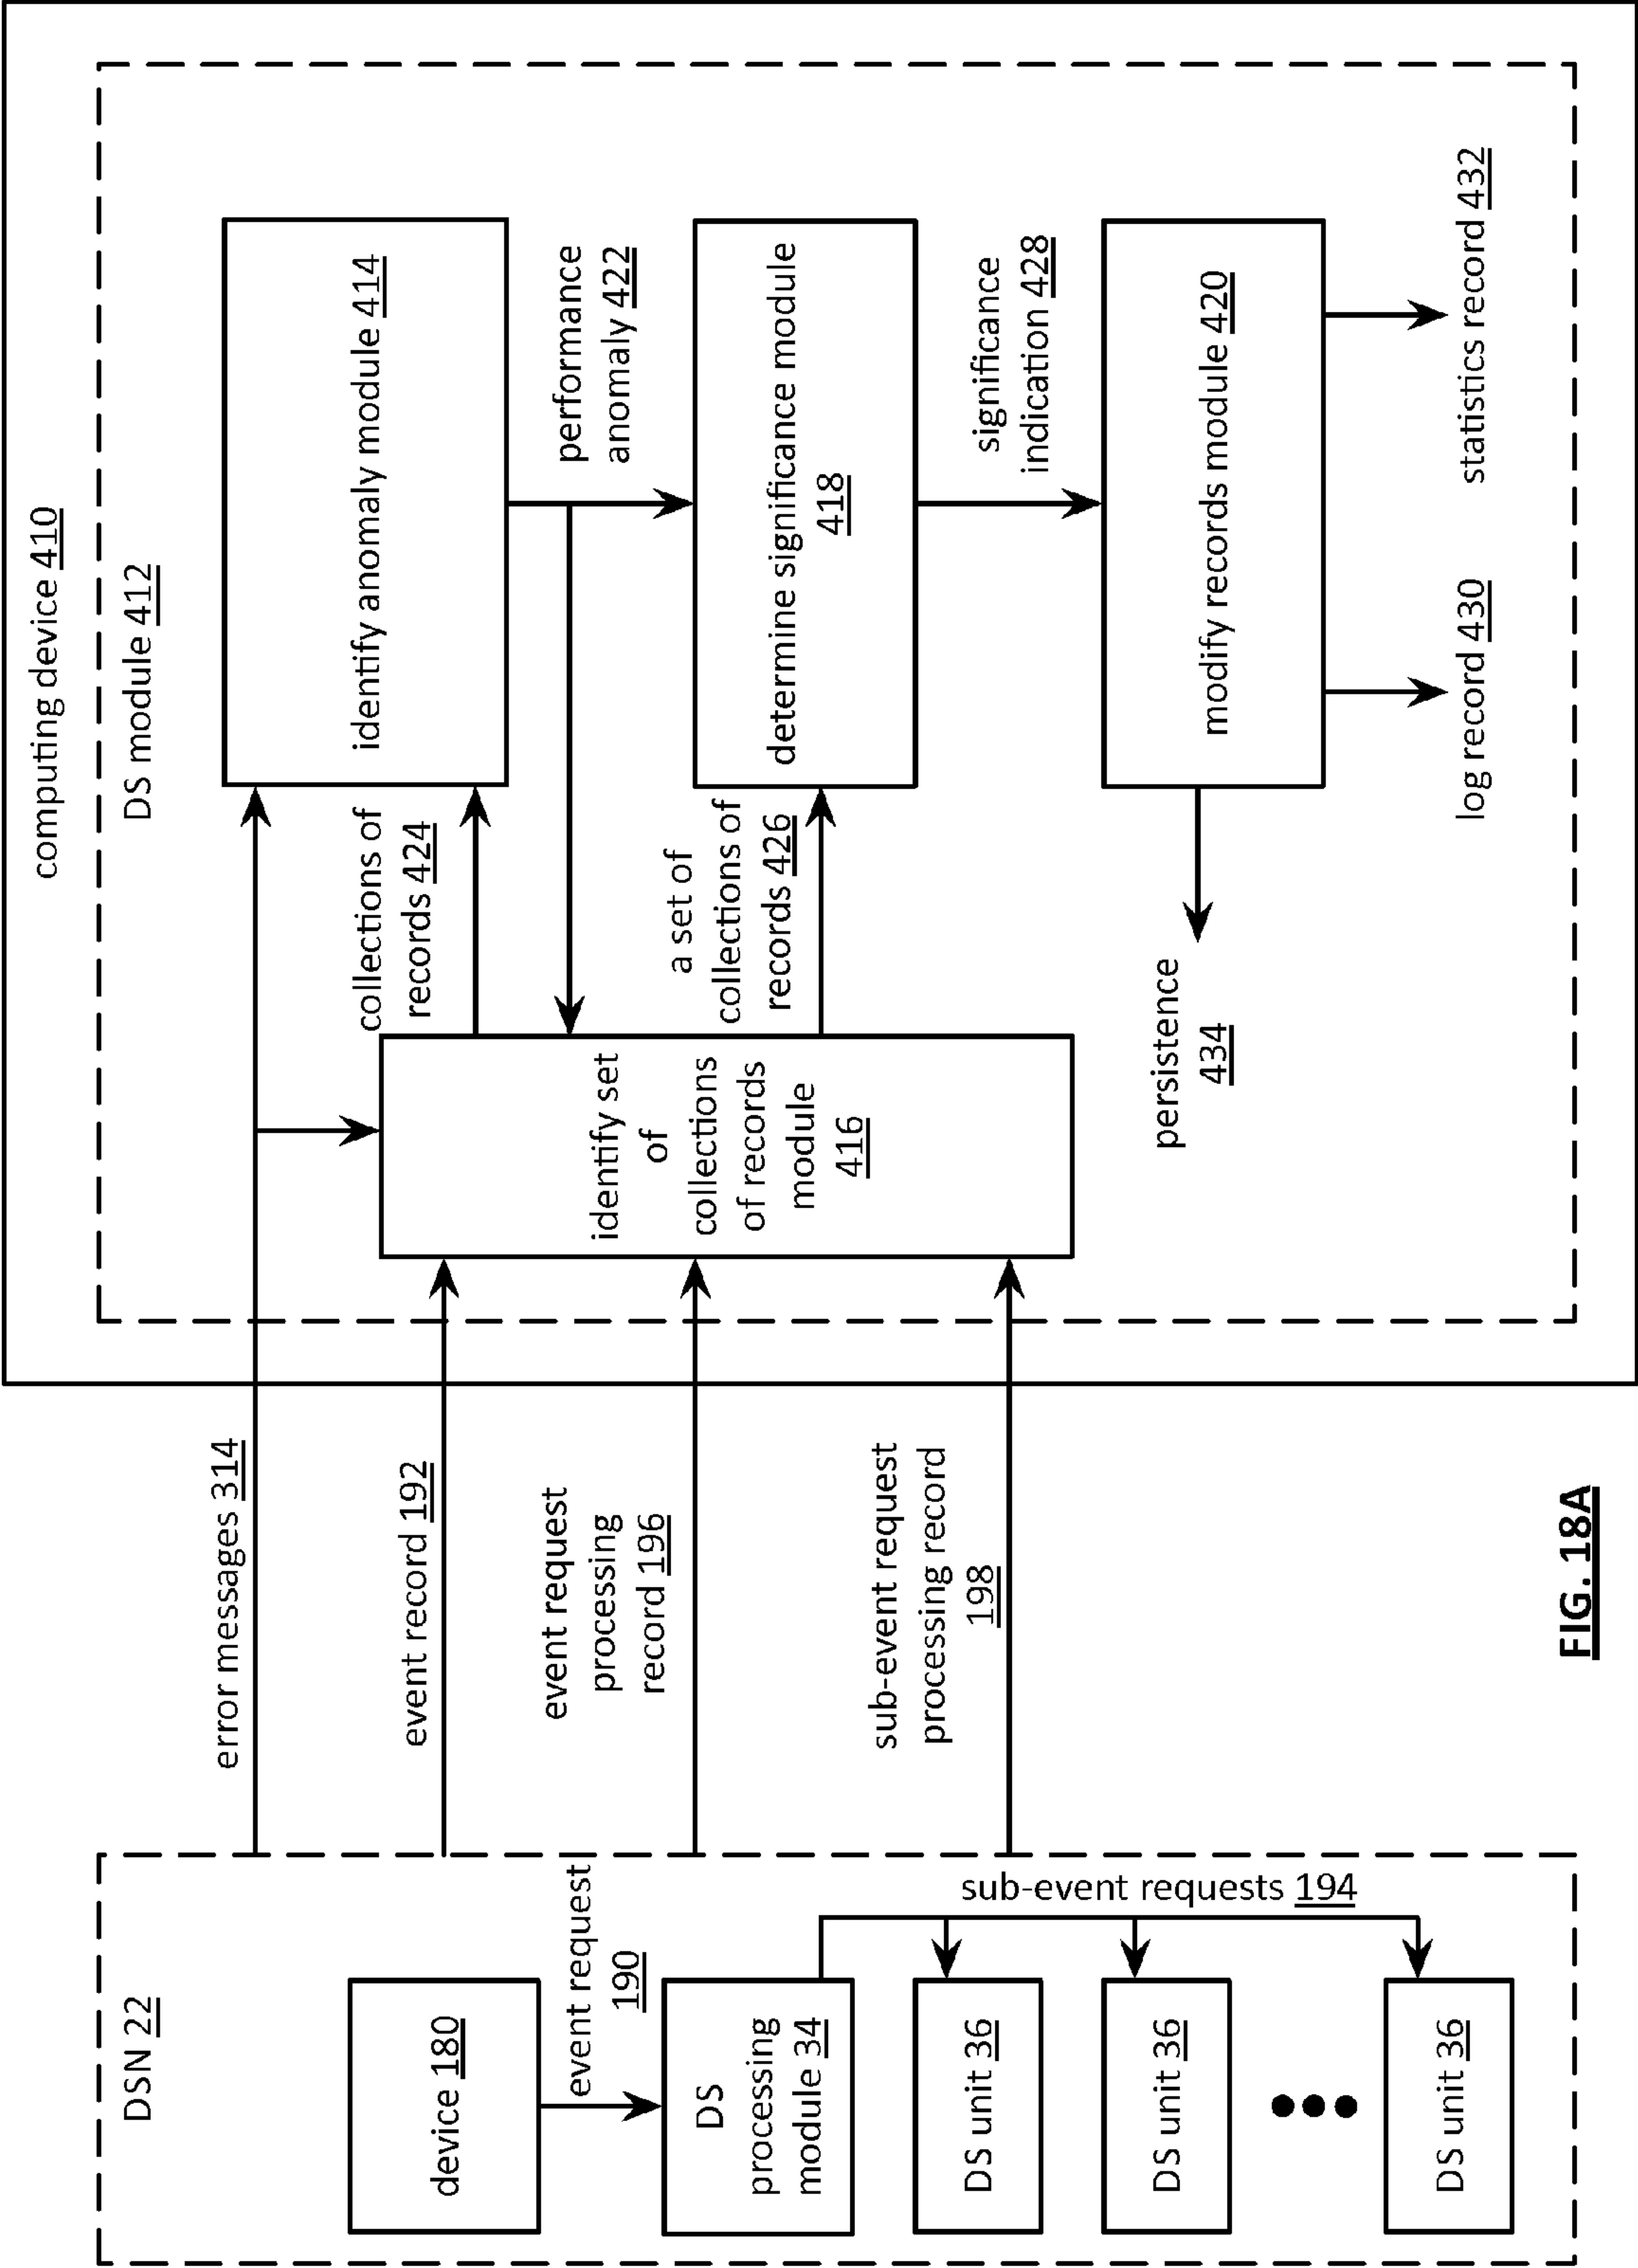 computing device 410
DSN 22
DS module 412
device 180
event request
190
DS
processing
module 34
sub-event requests 194
DS unit 36
DS unit 36
DS unit 36
error messages 314
event record 192
event request
processing
record 196
sub-event request
processing record
198
identify set
of
collections
of records
module
416
collections of
records 424
a set of
collections of
records 426
identify anomaly module 414
performance
anomaly 422
determine significance module
418
significance
indication 428
modify records module 420
persistence
434
log record 430
statistics record 432
FIG. 18A